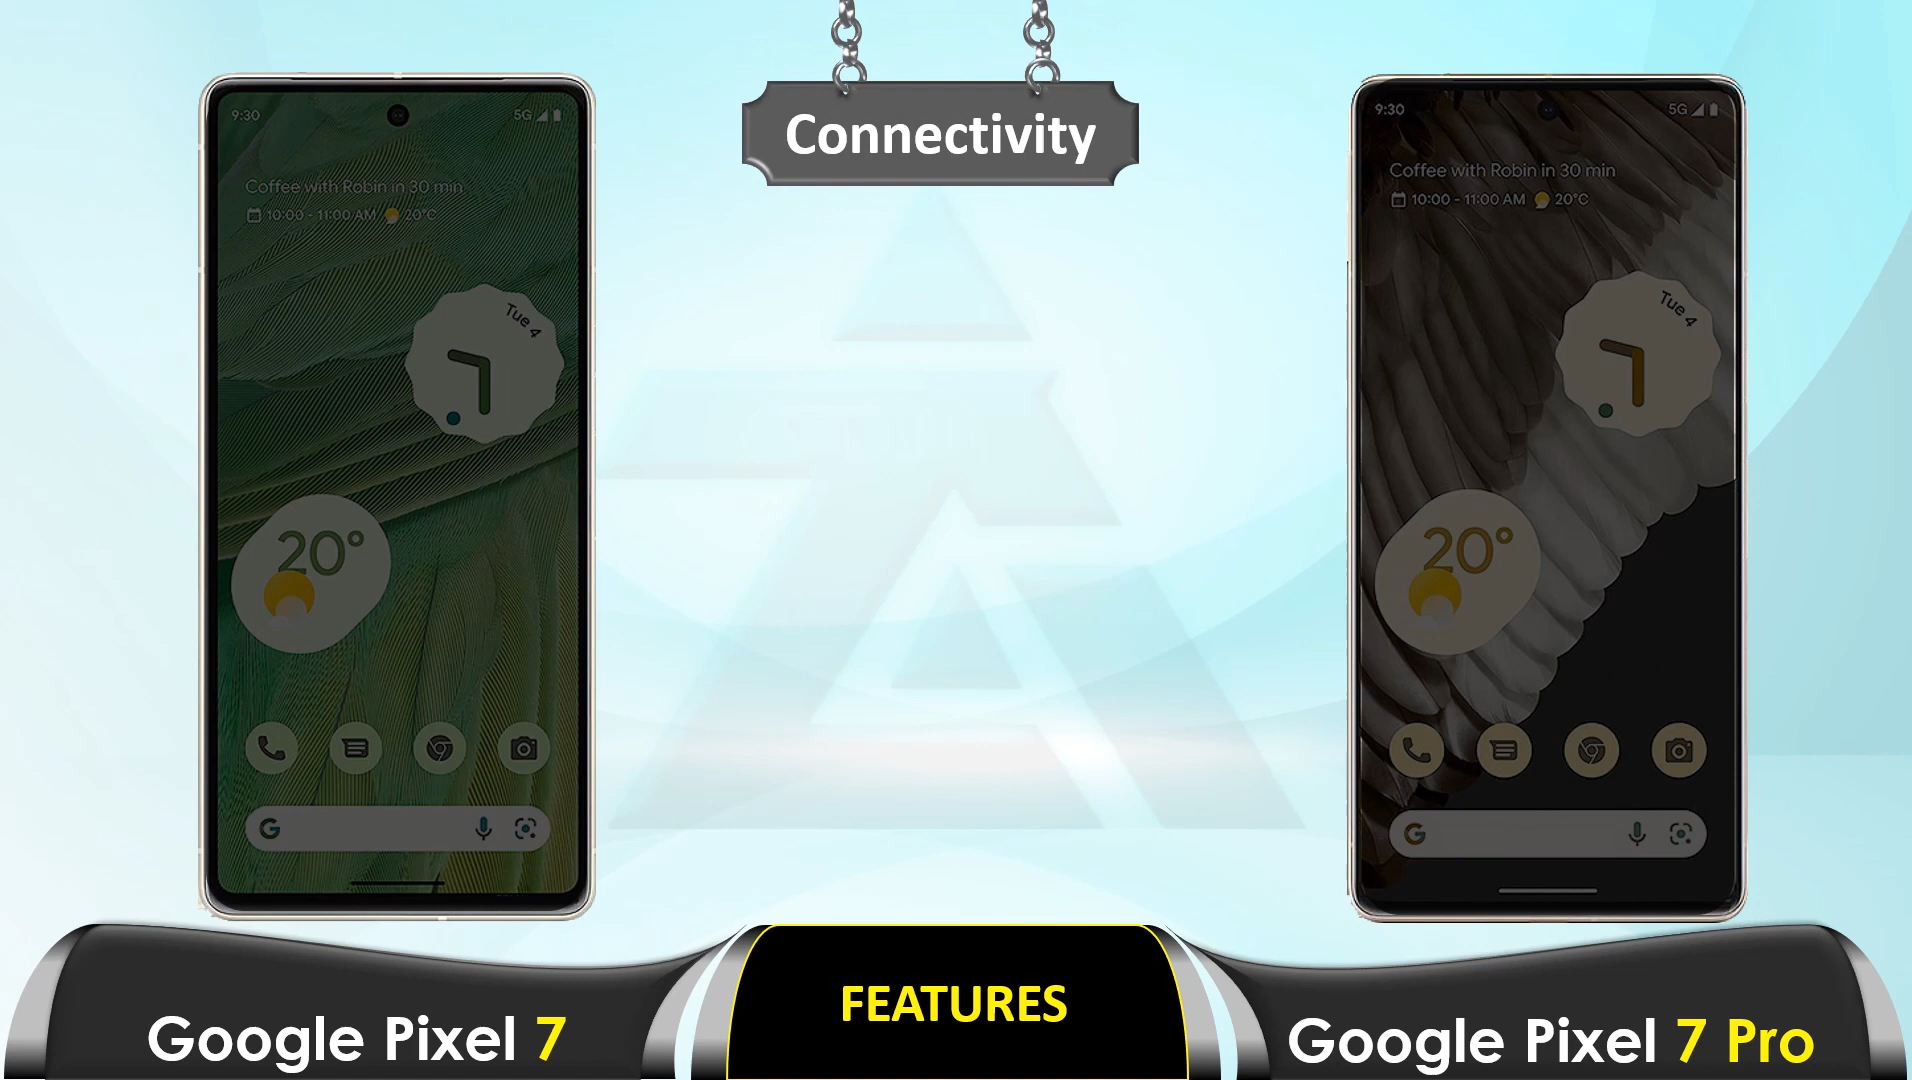 Connectivity
9:30
5G
Coffee with Robin in 30 min
10:00 - 11:00 AM 20°C
Tue 4
20°
G
9:30
5G
Coffee with Robin in 30 min
10:00 - 11:00 AM 20°C
Tue 4
20°
G
Google Pixel 7
FEATURES
Google Pixel 7 Pro